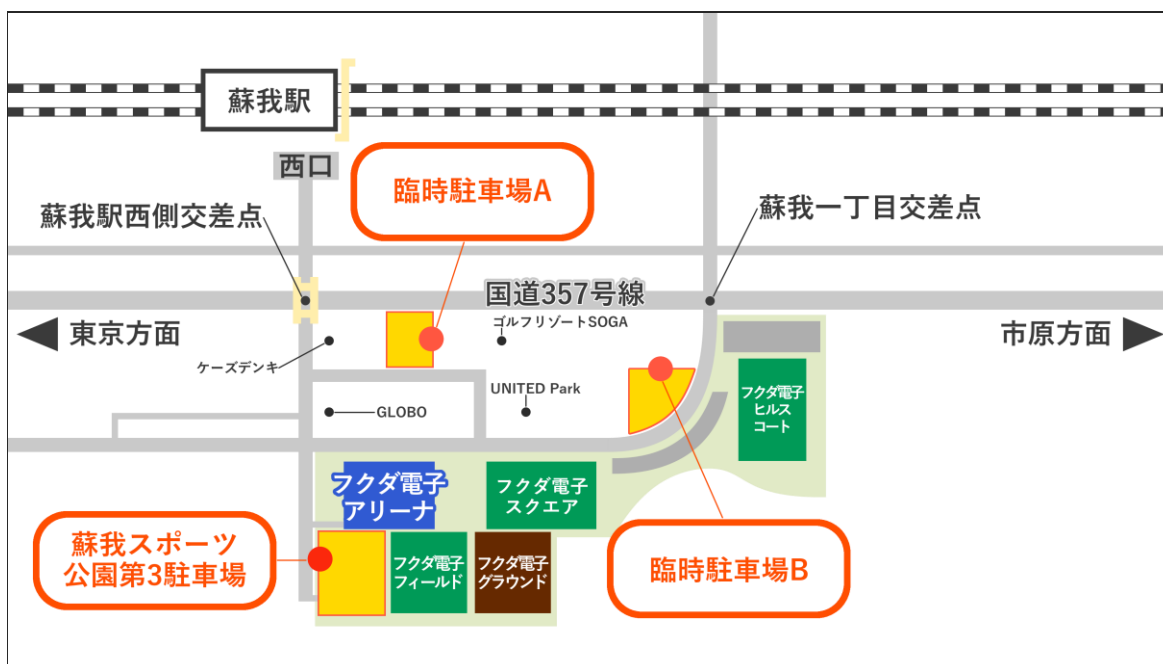 蘇我駅
西口
臨時駐車場A
蘇我駅西側交差点
蘇我一丁目交差点
国道357号線
東京方面
ゴルフリゾートSOGA
市原方面
ケーズデンキ
UNITED Park
GLOBO
フクダ電子
ヒルス
コート
フクダ電子
アリーナ
フクダ電子
スクエア
蘇我スポーツ
公園第3駐車場
フクダ電子
フィールド
フクダ電子
グラウンド
臨時駐車場B